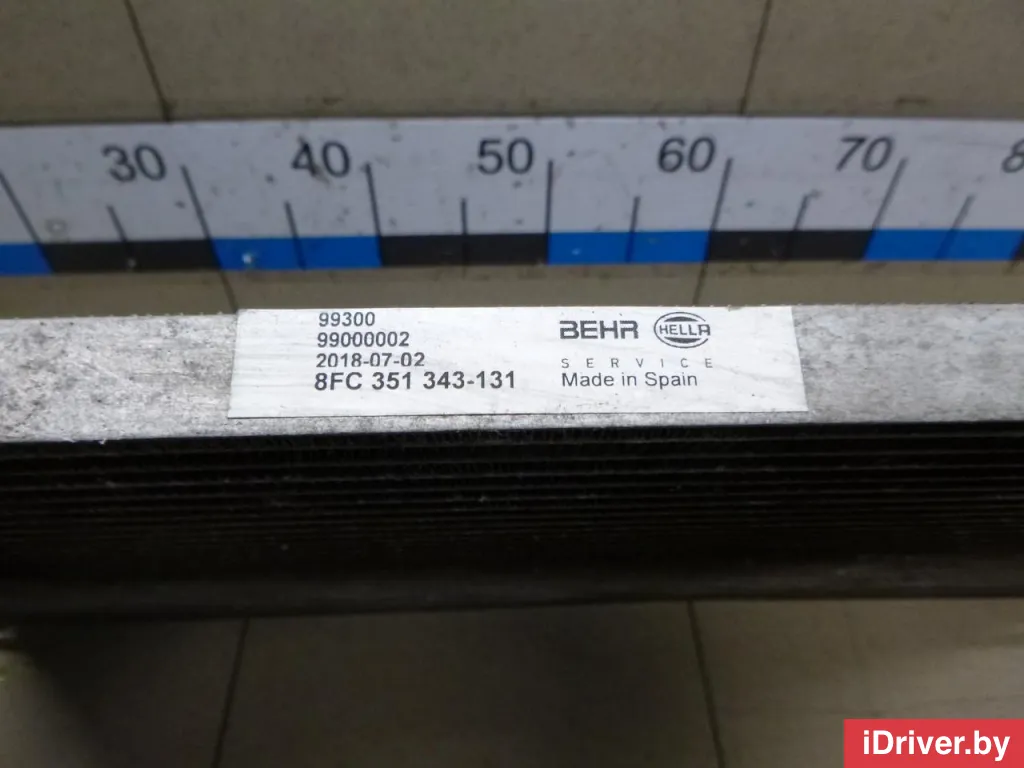 30 40 50 60 70 8
99300
99000002
2018-07-02
8FC 351 343-131
BEHR HELLA
SERVICE
Made in Spain
iDriver.by